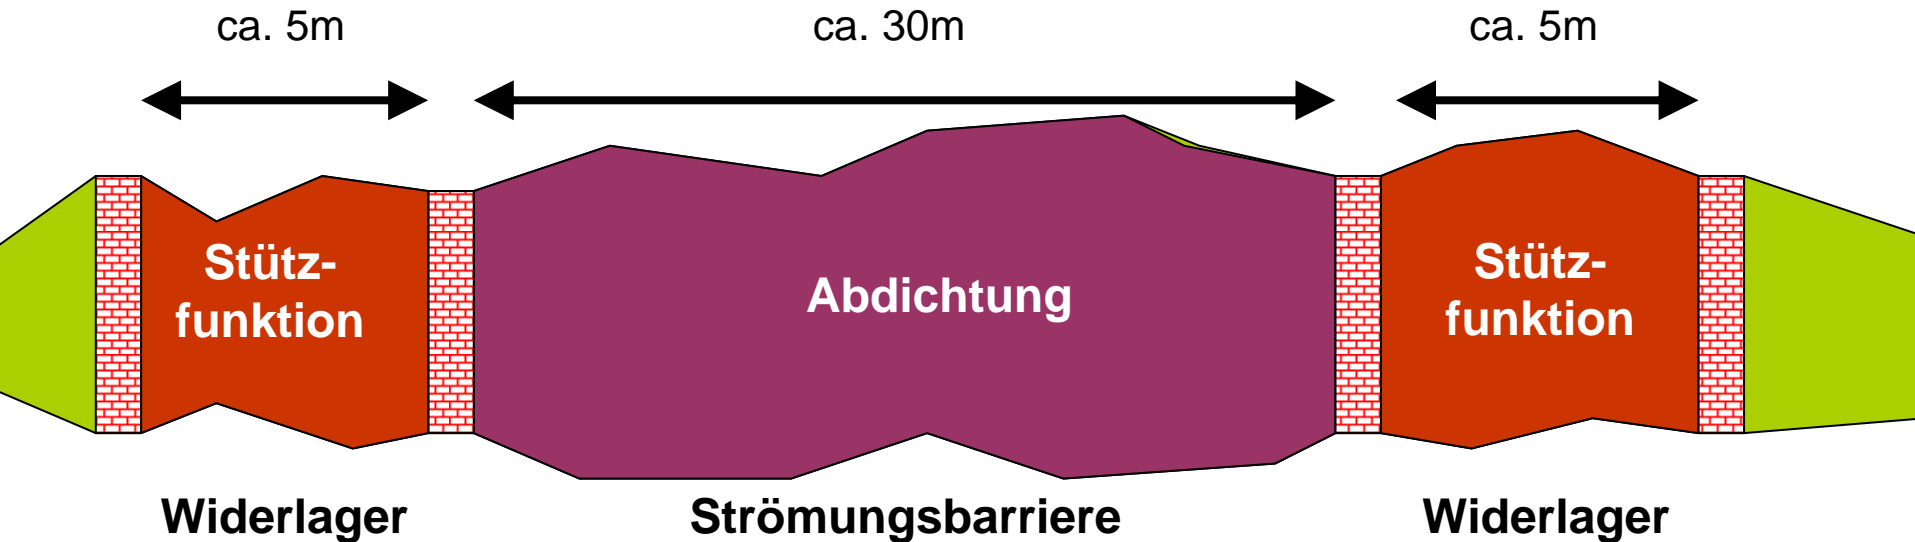 ca. 5m
ca. 30m
ca. 5m
Stütz-
funktion
Abdichtung
Stütz-
funktion
Widerlager
Strömungsbarriere
Widerlager